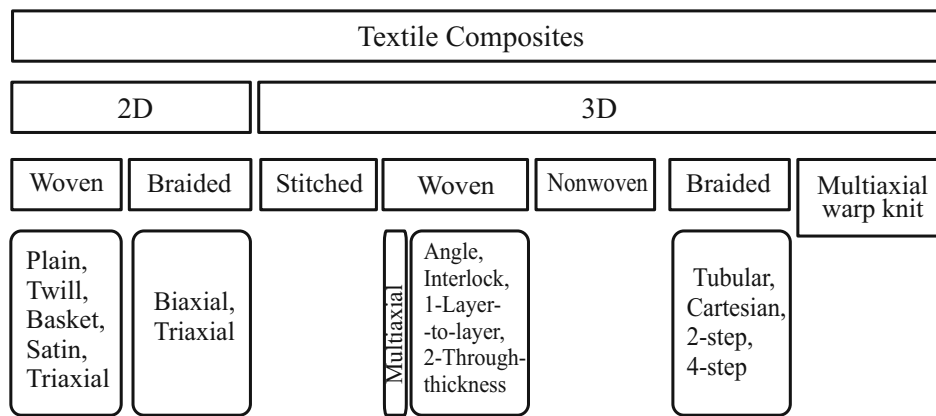 Textile Composites
2D
3D
Woven
Braided
Stitched
Woven
Nonwoven
Braided
Multiaxial
warp knit
Plain,
Twill,
Basket,
Satin,
Triaxial
Biaxial,
Triaxial
Multiaxial
Angle,
Interlock,
1-Layer-
-to-layer,
2-Through-
thickness
Tubular,
Cartesian,
2-step,
4-step